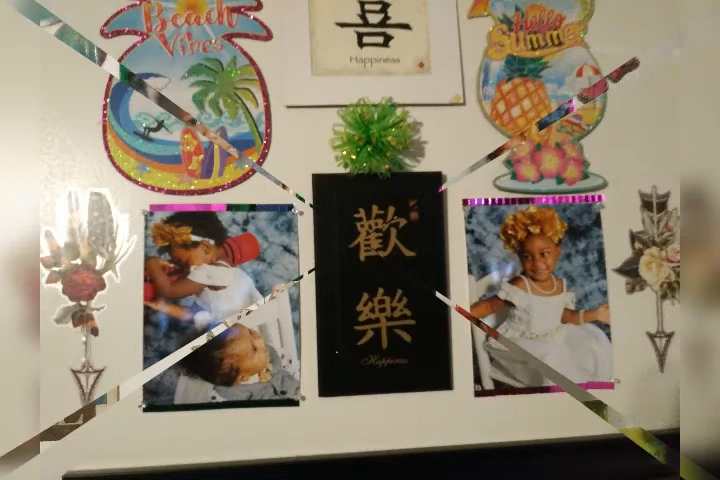 Beach
Vibes
喜
Happiness
Hello
Summer
歡
樂
Happiness